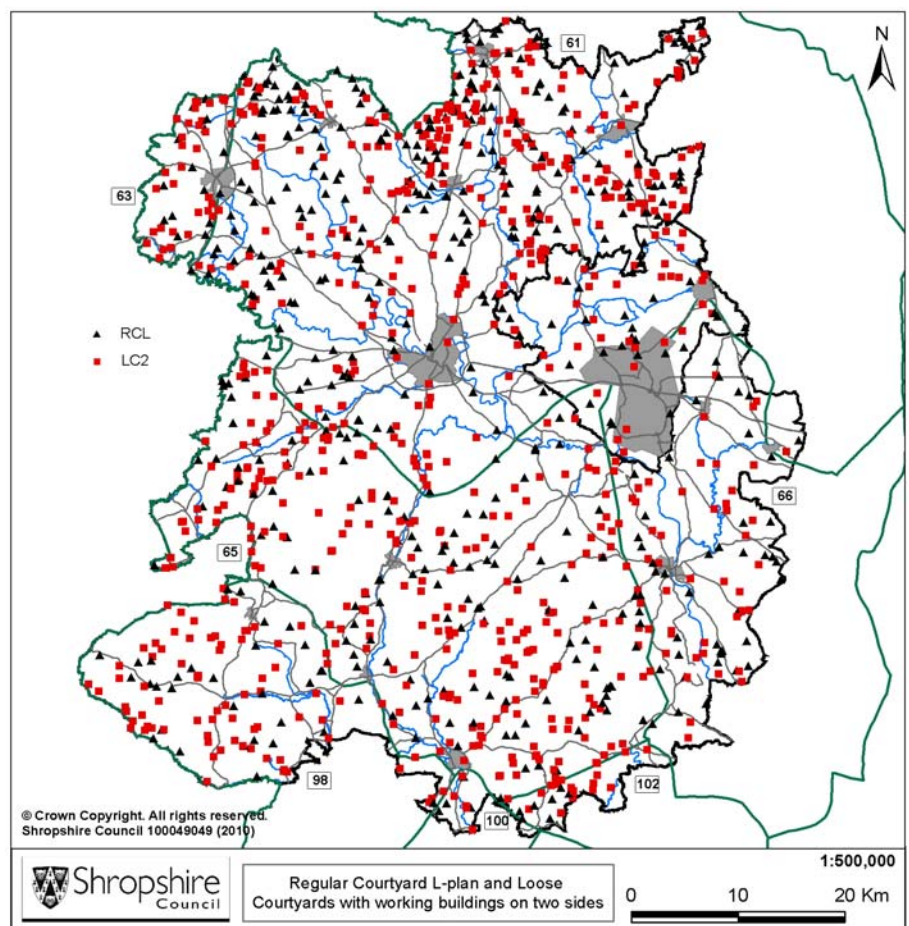 61
N
63
RCL
LC2
66
65
98
102
100
© Crown Copyright. All rights reserved.
Shropshire Council 100049049 (2010)
1:500,000
Shropshire
Council
Regular Courtyard L-plan and Loose
Courtyards with working buildings on two sides
0 10 20 Km